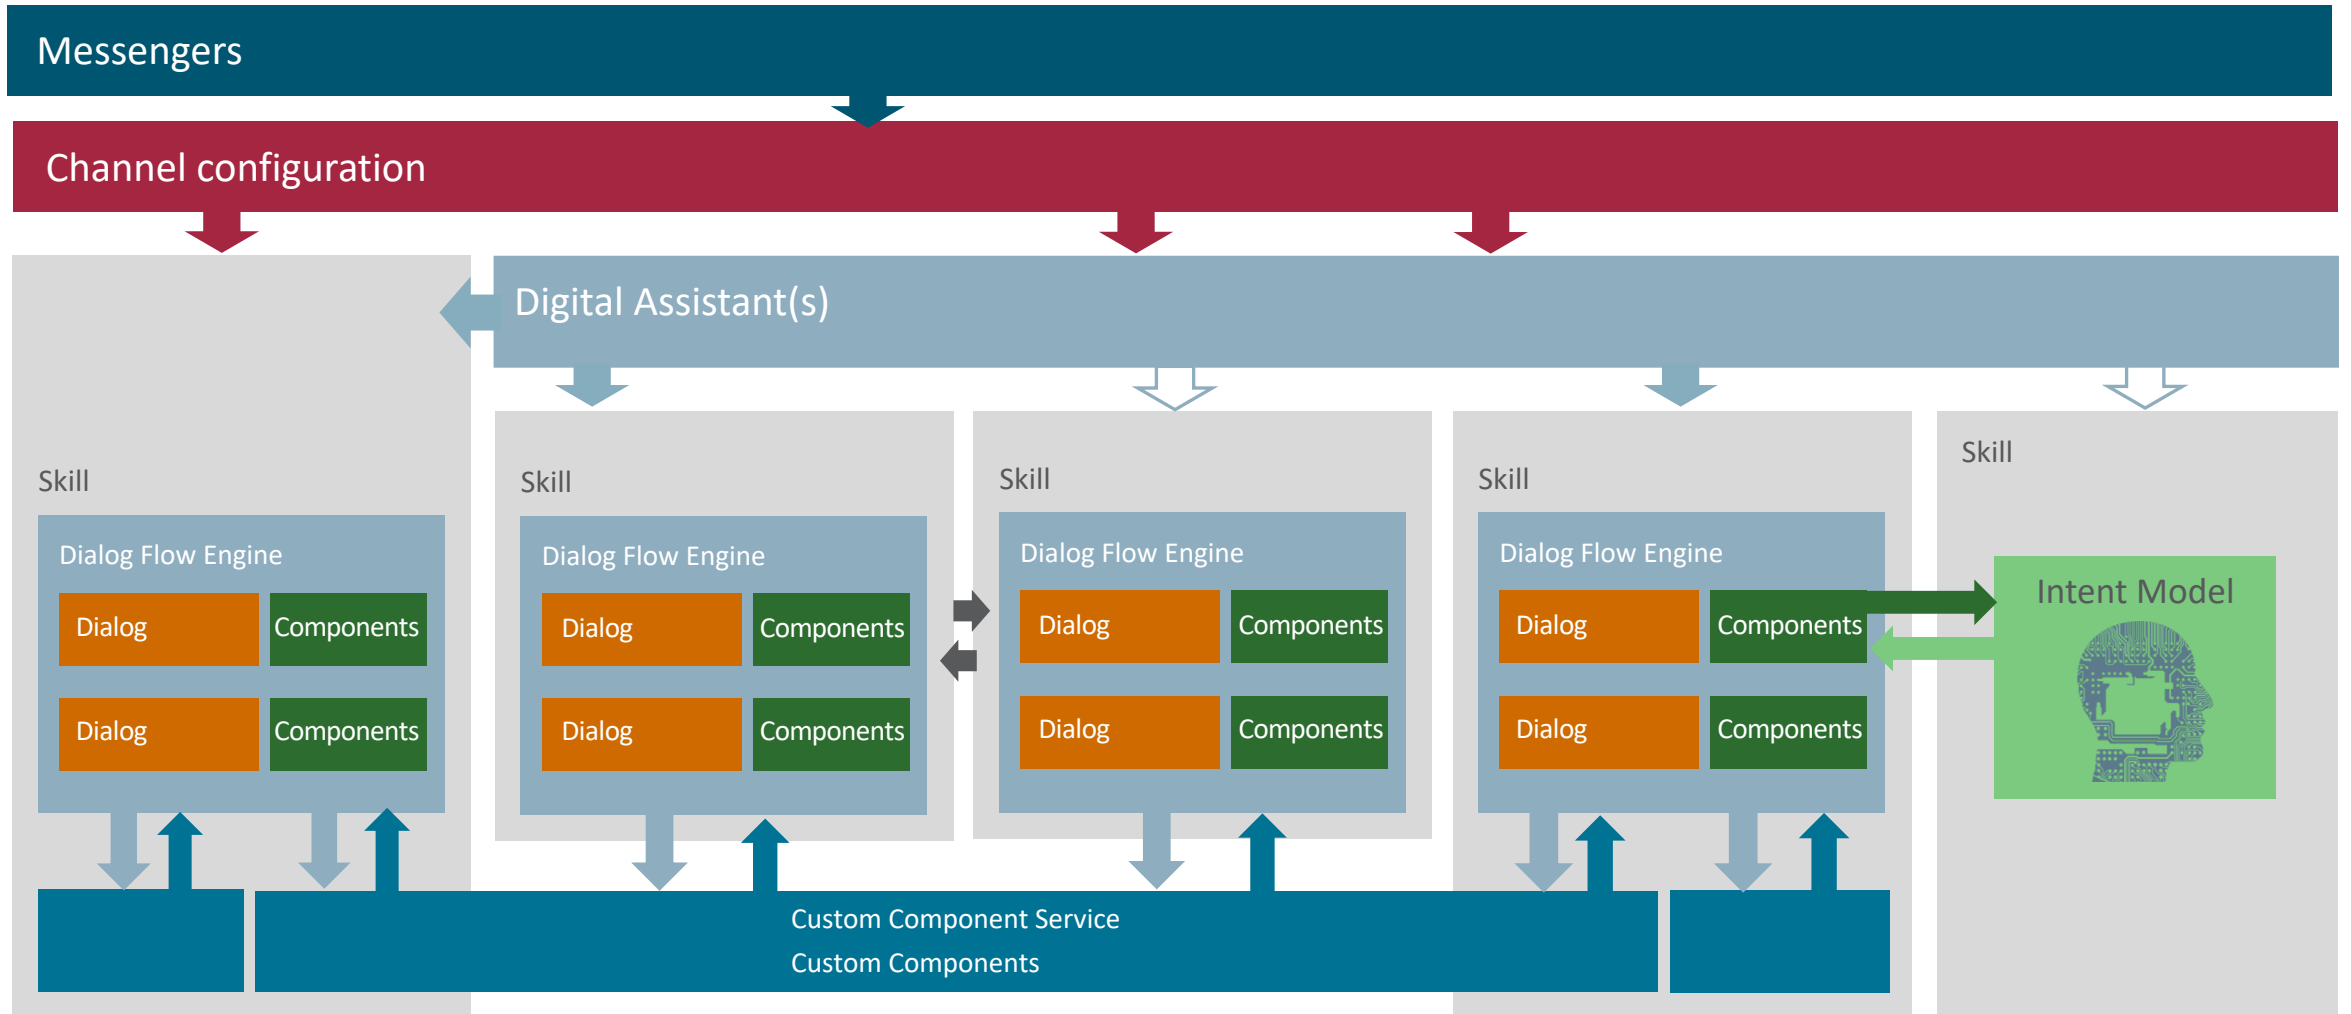 Messengers
Channel configuration
Digital Assistant(s)
Skill
Dialog Flow Engine
Dialog Components
Dialog Components
Skill
Dialog Flow Engine
Dialog Components
Dialog Components
Skill
Dialog Flow Engine
Dialog Components
Dialog Components
Skill
Dialog Flow Engine
Dialog Components
Dialog Components
Skill
Intent Model
Custom Component Service
Custom Components